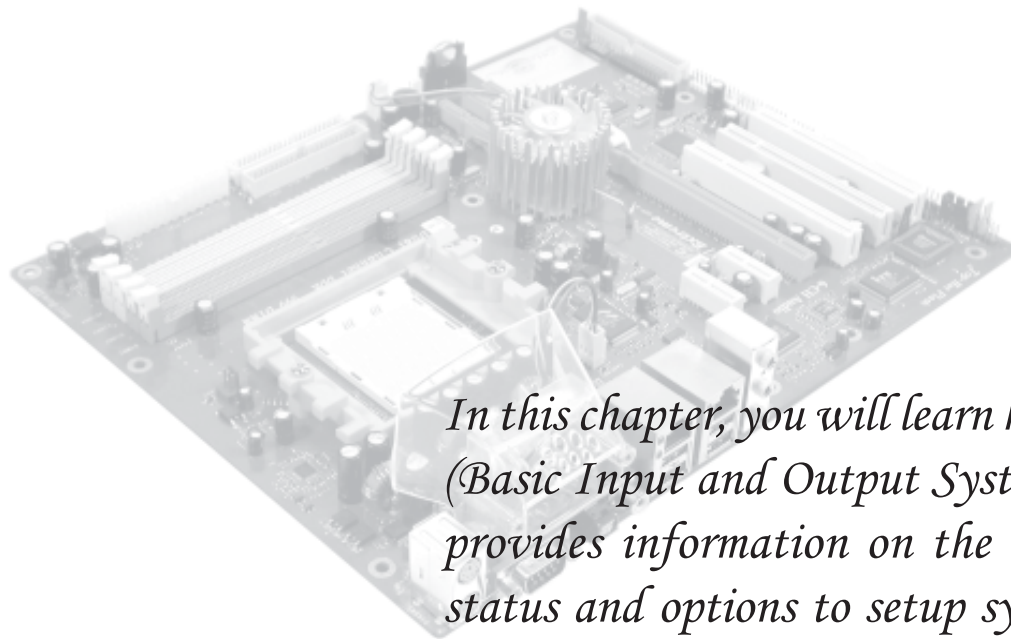 In this chapter, you will learn
(Basic Input and Output Syst
provides information on the
status and options to setup sy